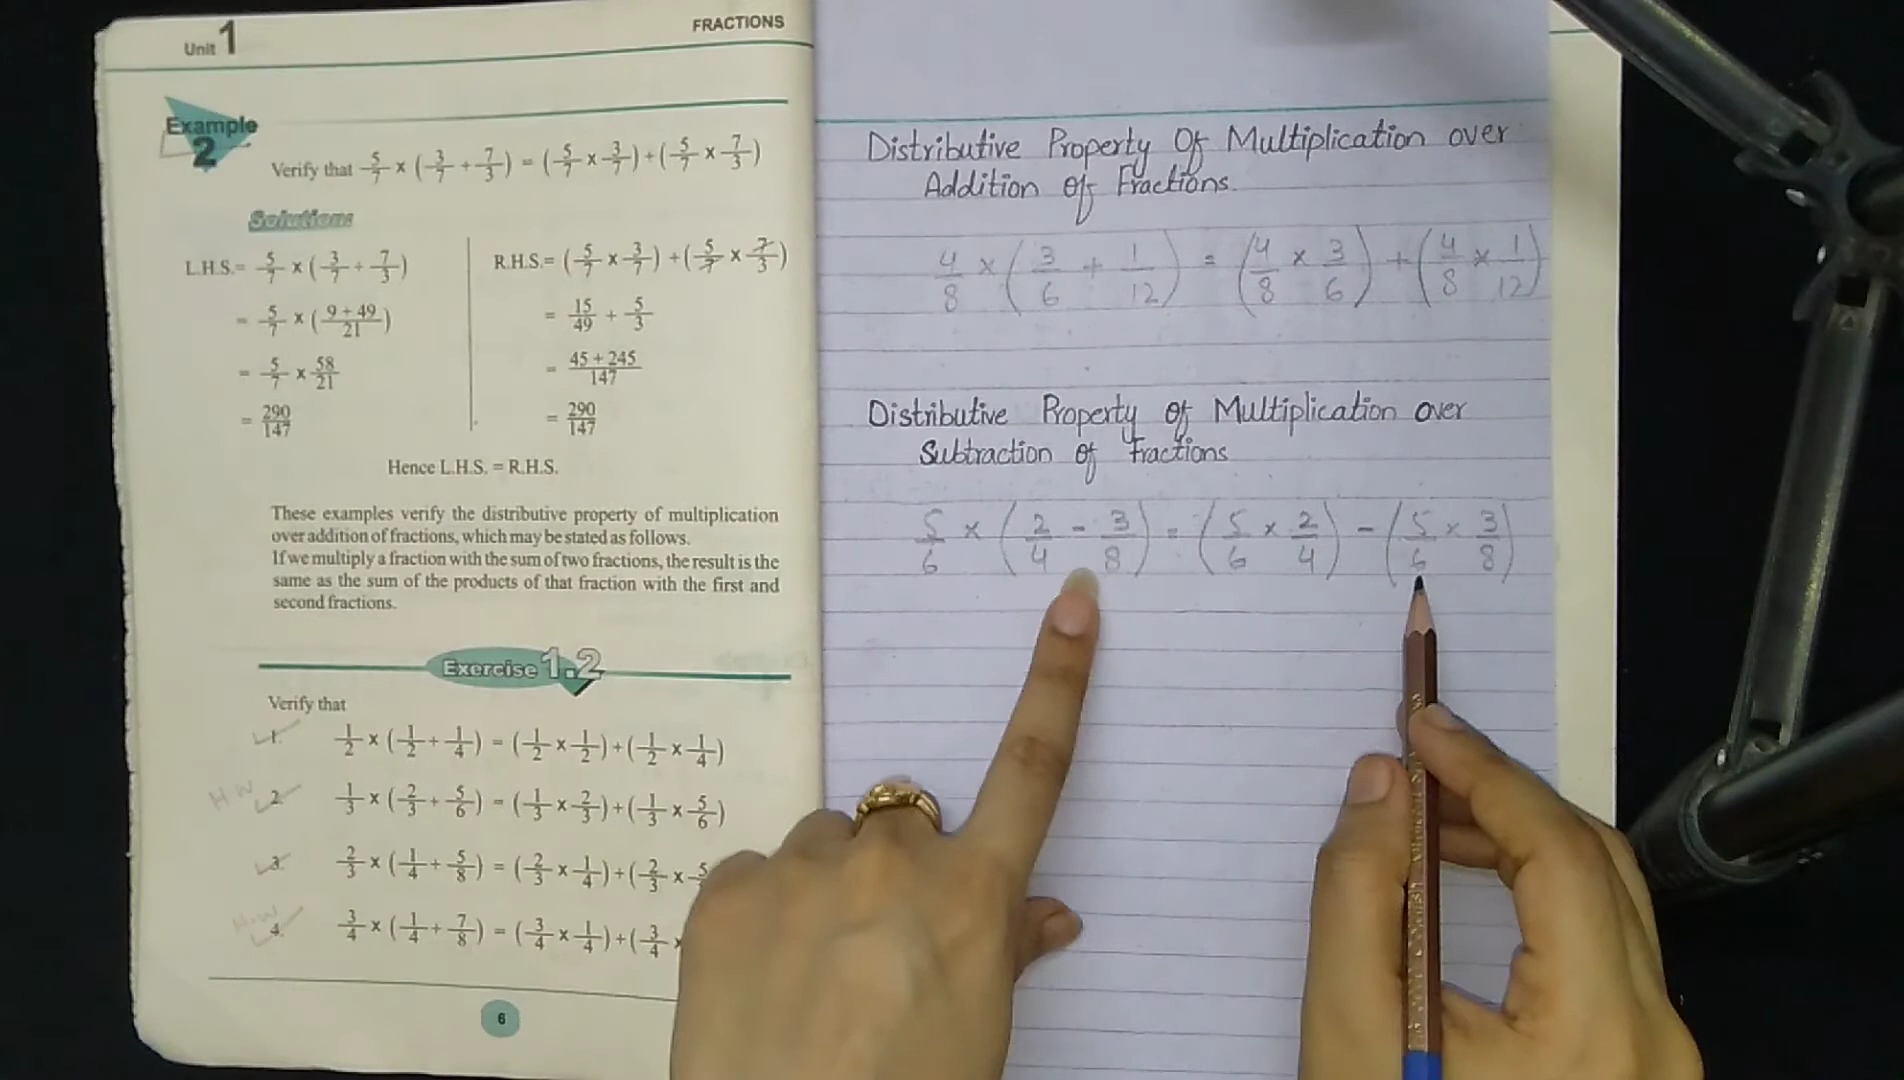 Unit 1
FRACTIONS
Example
2
Verify that 5/7 × (3/7 + 7/3) = (5/7 × 3/7) + (5/7 × 7/3)
Solution:
L.H.S. = 5/7 × (3/7 + 7/3)
= 5/7 × (9 + 49/21)
= 5/7 × 58/21
= 290/147
R.H.S. = (5/7 × 3/7) + (5/7 × 7/3)
= 15/49 + 5/3
= 45 + 245/147
= 290/147
Hence L.H.S. = R.H.S.
These examples verify the distributive property of multiplication
over addition of fractions, which may be stated as follows.
If we multiply a fraction with the sum of two fractions, the result is the
same as the sum of the products of that fraction with the first and
second fractions.
Exercise 1.2
Verify that
1. 1/2 × (1/2 + 1/4) = (1/2 × 1/2) + (1/2 × 1/4)
H W 2. 1/3 × (2/3 + 5/6) = (1/3 × 2/3) + (1/3 × 5/6)
3. 2/3 × (1/4 + 5/8) = (2/3 × 1/4) + (2/3 × 5
H.W 4. 3/4 × (1/4 + 7/8) = (3/4 × 1/4) + (3/4 ×
6
Distributive Property Of Multiplication over
Addition Of Fractions.
4/8 × (3/6 + 1/12) = (4/8 × 3/6) + (4/8 × 1/12)
Distributive Property of Multiplication over
Subtraction of Fractions
5/6 × (2/4 - 3/8) = (5/6 × 2/4) - (5/6 × 3/8)